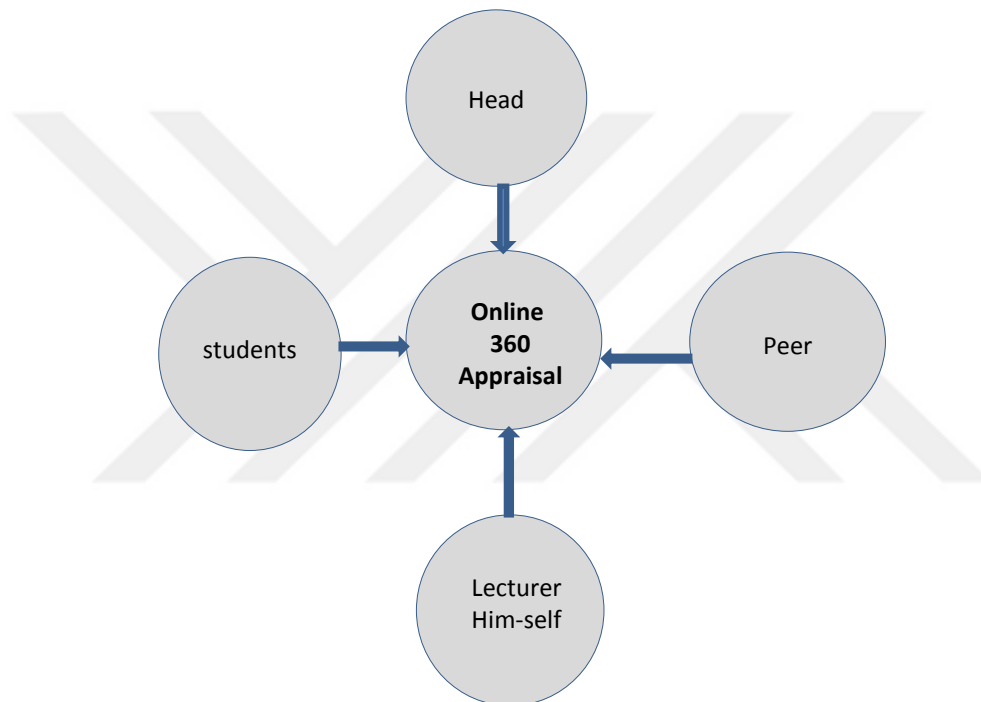 Head
students
Online
360
Appraisal
Peer
Lecturer
Him-self